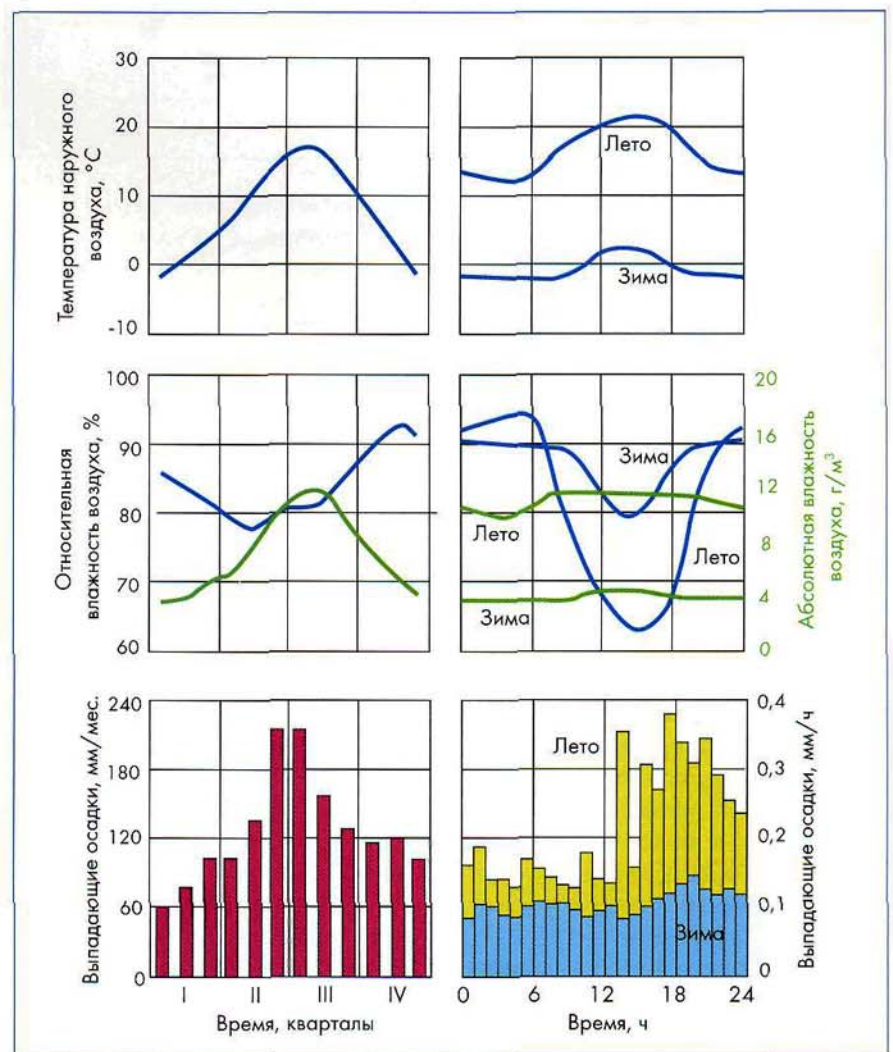 Температура наружного
воздуха, °C
30
20
10
0
-10
Лето
Зима
Относительная
влажность воздуха, %
100
90
80
70
60
Зима
Лето
Лето
Зима
20
16
12
8
4
0
Абсолютная влажность
воздуха, г/м³
Выпадающие осадки, мм/мес.
240
180
120
60
0
I II III IV
Время, кварталы
Лето
Зима
0,4
0,3
0,2
0,1
0
Выпадающие осадки, мм/ч
0 6 12 18 24
Время, ч